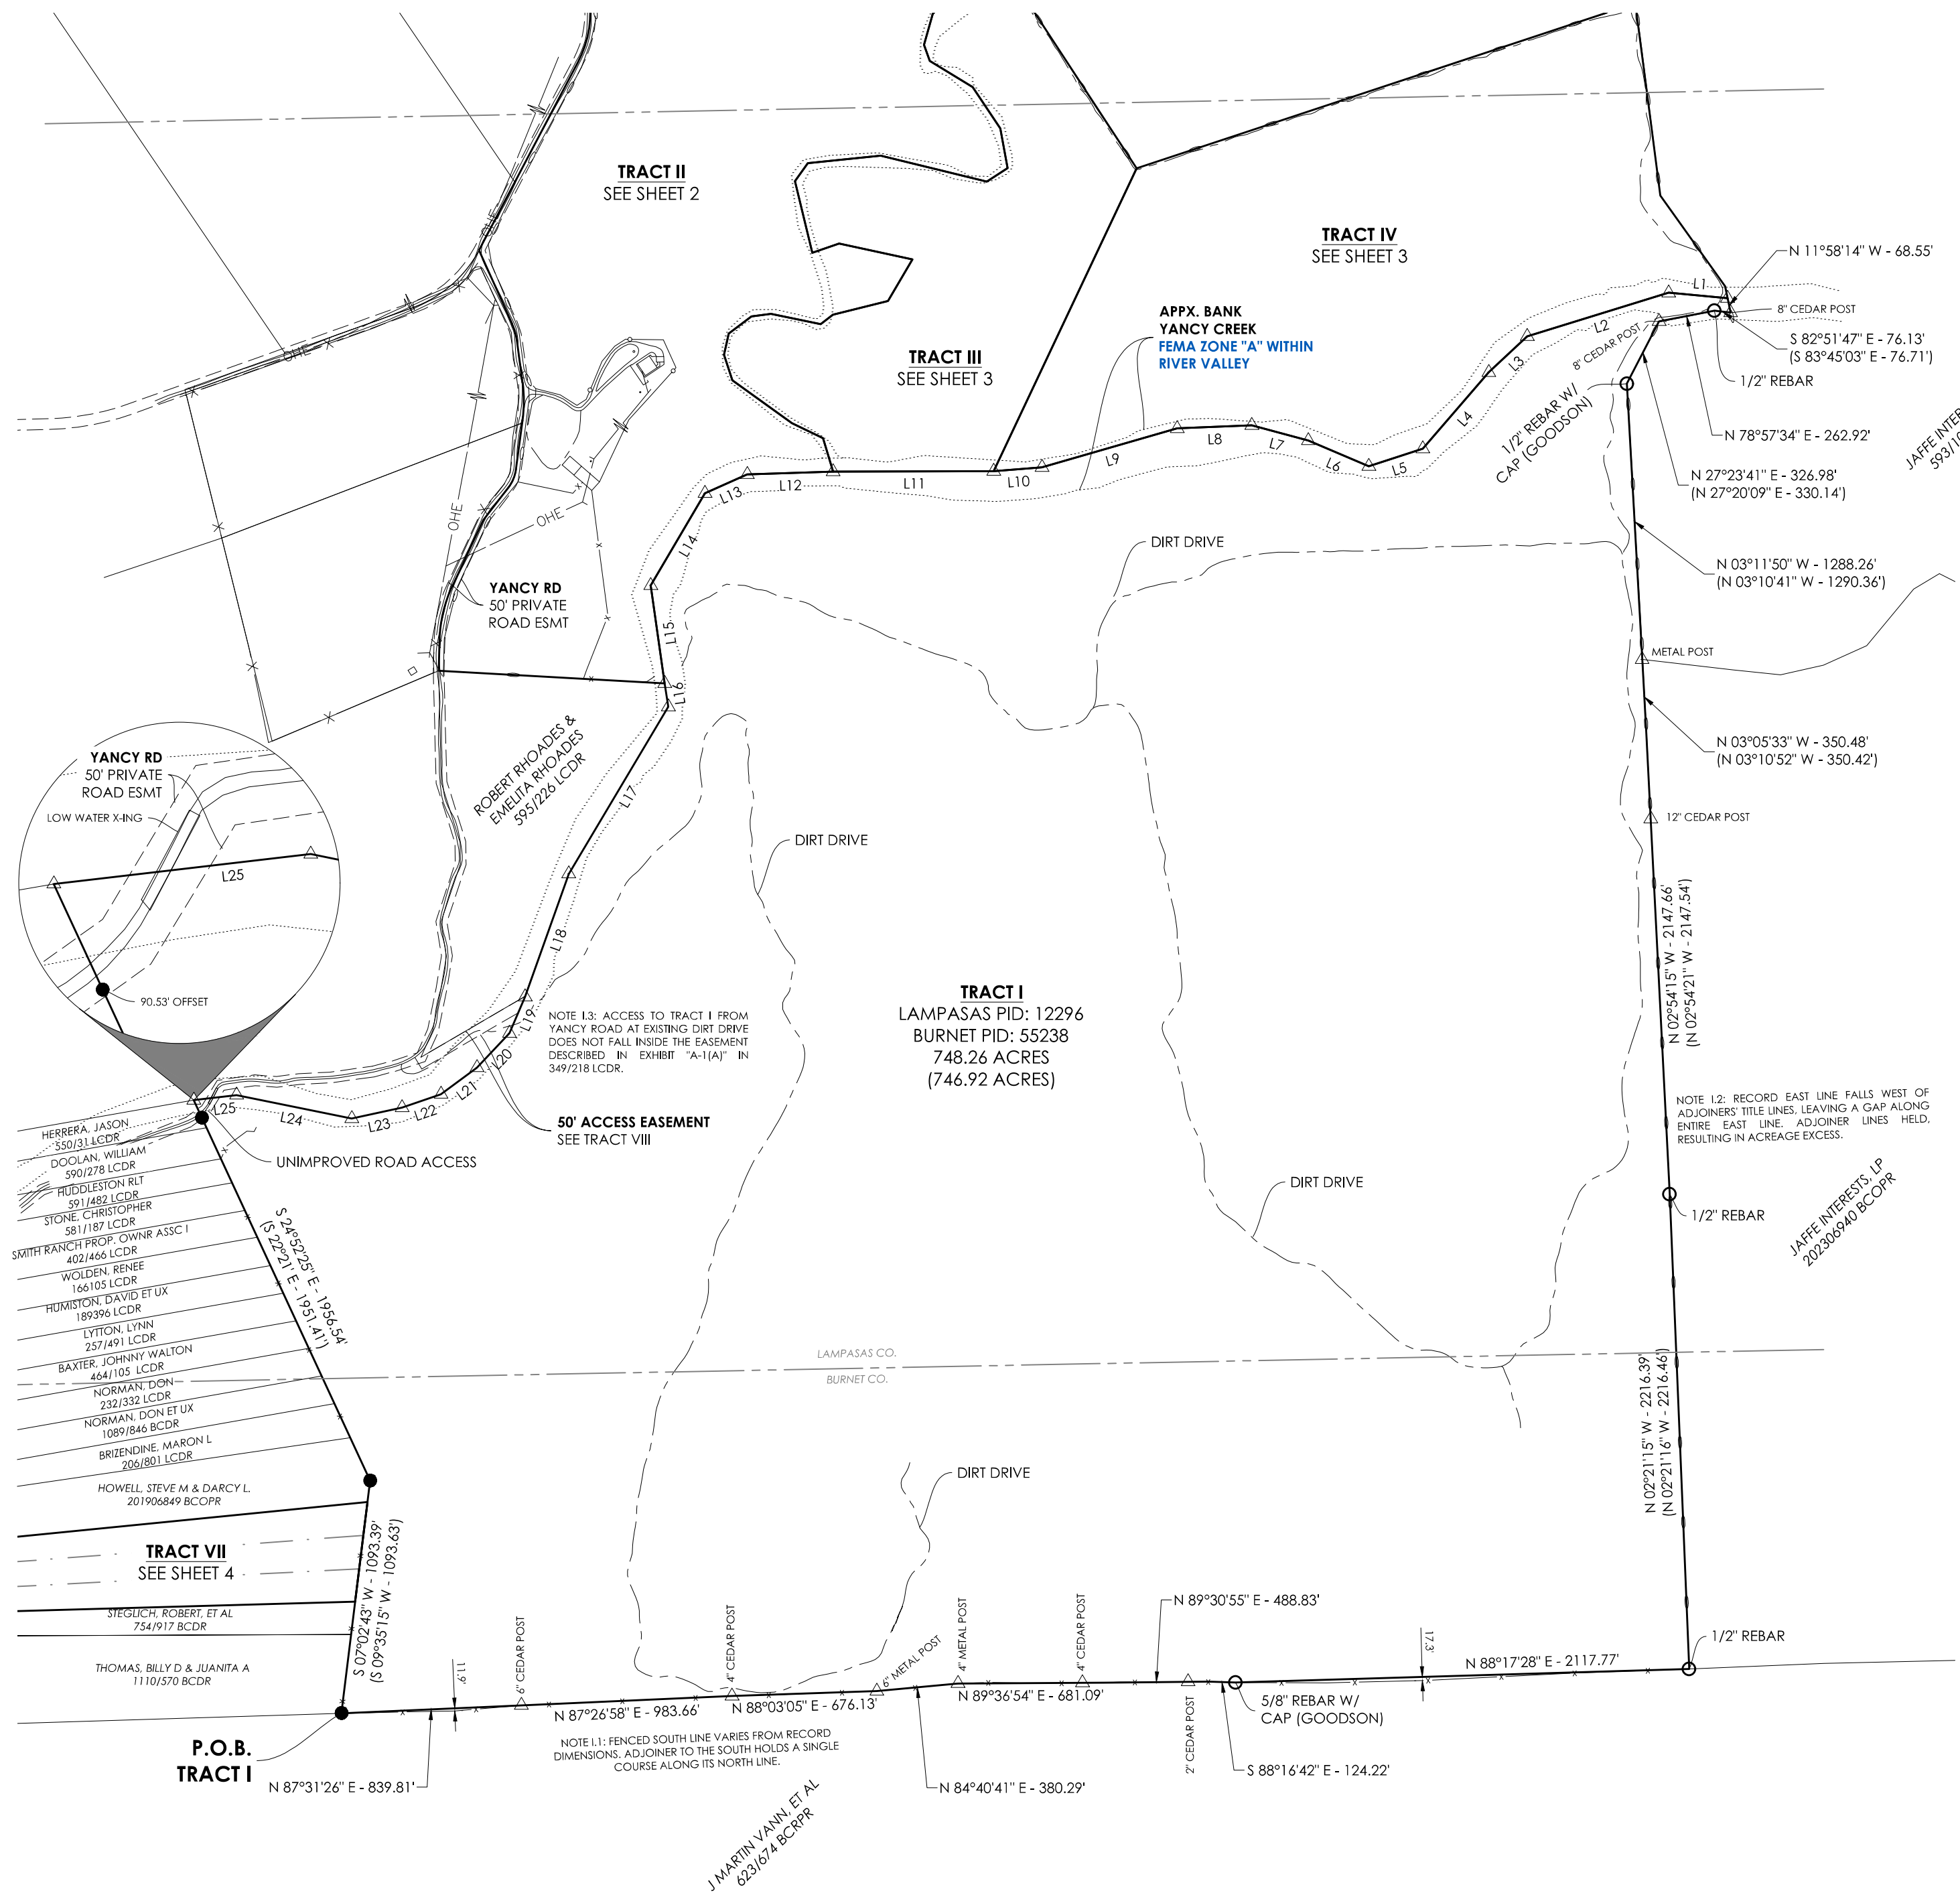 TRACT II
SEE SHEET 2
TRACT IV
SEE SHEET 3
N 11°58'14" W - 68.55'
L1
8" CEDAR POST
S 82°51'47" E - 76.13'
(S 83°45'03" E - 76.71')
1/2" REBAR
APPX. BANK
YANCY CREEK
FEMA ZONE "A" WITHIN
RIVER VALLEY
TRACT III
SEE SHEET 3
L2
L3
8" CEDAR POST
1/2" REBAR W/
CAP (GOODSON)
N 78°57'34" E - 262.92'
N 27°23'41" E - 326.98'
(N 27°20'09" E - 330.14')
JAFFE INTER
593/1
L4
L5
L6
L7
L8
L9
L10
L11
L12
L13
L14
L15
L16
L17
L18
L19
L20
L21
L22
L23
L24
L25
OHE
OHE
OHE
OHE
DIRT DRIVE
N 03°11'50" W - 1288.26'
(N 03°10'41" W - 1290.36')
YANCY RD
50' PRIVATE
ROAD ESMT
METAL POST
N 03°05'33" W - 350.48'
(N 03°10'52" W - 350.42')
12" CEDAR POST
ROBERT RHOADES &
EMELITA RHOADES
595/226 LCDR
YANCY RD
50' PRIVATE
ROAD ESMT
LOW WATER X-ING
L25
90.53' OFFSET
DIRT DRIVE
N 02°54'15" W - 2147.66'
(N 02°54'21" W - 2147.54')
TRACT I
LAMPASAS PID: 12296
BURNET PID: 55238
748.26 ACRES
(746.92 ACRES)
NOTE I.3: ACCESS TO TRACT I FROM
YANCY ROAD AT EXISTING DIRT DRIVE
DOES NOT FALL INSIDE THE EASEMENT
DESCRIBED IN EXHIBIT "A-1(A)" IN
349/218 LCDR.
50' ACCESS EASEMENT
SEE TRACT VIII
UNIMPROVED ROAD ACCESS
NOTE I.2: RECORD EAST LINE FALLS WEST OF
ADJOINERS' TITLE LINES, LEAVING A GAP ALONG
ENTIRE EAST LINE. ADJOINER LINES HELD,
RESULTING IN ACREAGE EXCESS.
DIRT DRIVE
1/2" REBAR
JAFFE INTERESTS, LP
202306940 BCOPR
HERRERA, JASON
550/31 LCDR
DOOLAN, WILLIAM
590/278 LCDR
HUDDLESTON RLT
591/482 LCDR
STONE, CHRISTOPHER
581/187 LCDR
SMITH RANCH PROP. OWNR ASSC I
402/466 LCDR
WOLDEN, RENEE
166105 LCDR
HUMISTON, DAVID ET UX
189396 LCDR
LYTTON, LYNN
257/491 LCDR
BAXTER, JOHNNY WALTON
464/105 LCDR
NORMAN, DON
232/332 LCDR
NORMAN, DON ET UX
1089/846 BCDR
BRIZENDINE, MARON L
206/801 LCDR
HOWELL, STEVE M & DARCY L.
201906849 BCOPR
S 24°52'25" E - 1956.54'
(S 22°21' E - 1951.41')
LAMPASAS CO.
BURNET CO.
N 02°21'15" W - 2216.39'
(N 02°21'16" W - 2216.46')
DIRT DRIVE
TRACT VII
SEE SHEET 4
STEGLICH, ROBERT, ET AL
754/917 BCDR
THOMAS, BILLY D & JUANITA A
1110/570 BCDR
S 07°02'43" W - 1093.39'
(S 09°35'15" W - 1093.63')
P.O.B.
TRACT I
11.9'
6" CEDAR POST
4" CEDAR POST
6" METAL POST
4" METAL POST
4" CEDAR POST
N 89°30'55" E - 488.83'
17.3'
1/2" REBAR
N 88°17'28" E - 2117.77'
N 87°26'58" E - 983.66'
N 88°03'05" E - 676.13'
N 89°36'54" E - 681.09'
2" CEDAR POST
5/8" REBAR W/
CAP (GOODSON)
NOTE I.1: FENCED SOUTH LINE VARIES FROM RECORD
DIMENSIONS. ADJOINER TO THE SOUTH HOLDS A SINGLE
COURSE ALONG ITS NORTH LINE.
N 87°31'26" E - 839.81'
N 84°40'41" E - 380.29'
S 88°16'42" E - 124.22'
J MARTIN VANN, ET AL
623/674 BCRPR